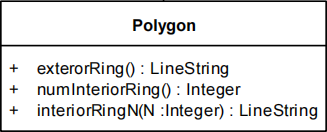 Polygon
+ exterorRing() : LineString
+ numInteriorRing() : Integer
+ interiorRingN(N :Integer) : LineString